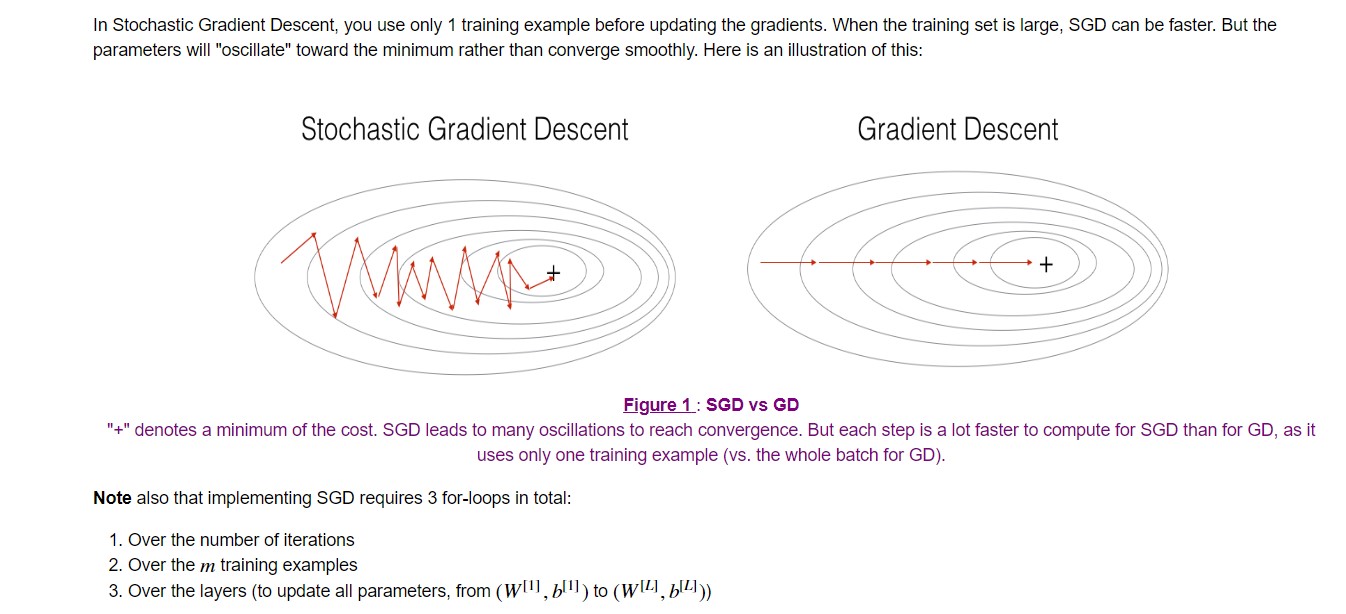 In Stochastic Gradient Descent, you use only 1 training example before updating the gradients. When the training set is large, SGD can be faster. But the
parameters will "oscillate" toward the minimum rather than converge smoothly. Here is an illustration of this:
Stochastic Gradient Descent
Gradient Descent
+
+
Figure 1 : SGD vs GD
"+" denotes a minimum of the cost. SGD leads to many oscillations to reach convergence. But each step is a lot faster to compute for SGD than for GD, as it
uses only one training example (vs. the whole batch for GD).
Note also that implementing SGD requires 3 for-loops in total:
1. Over the number of iterations
2. Over the m training examples
3. Over the layers (to update all parameters, from (W[1], b[1]) to (W[L], b[L]))